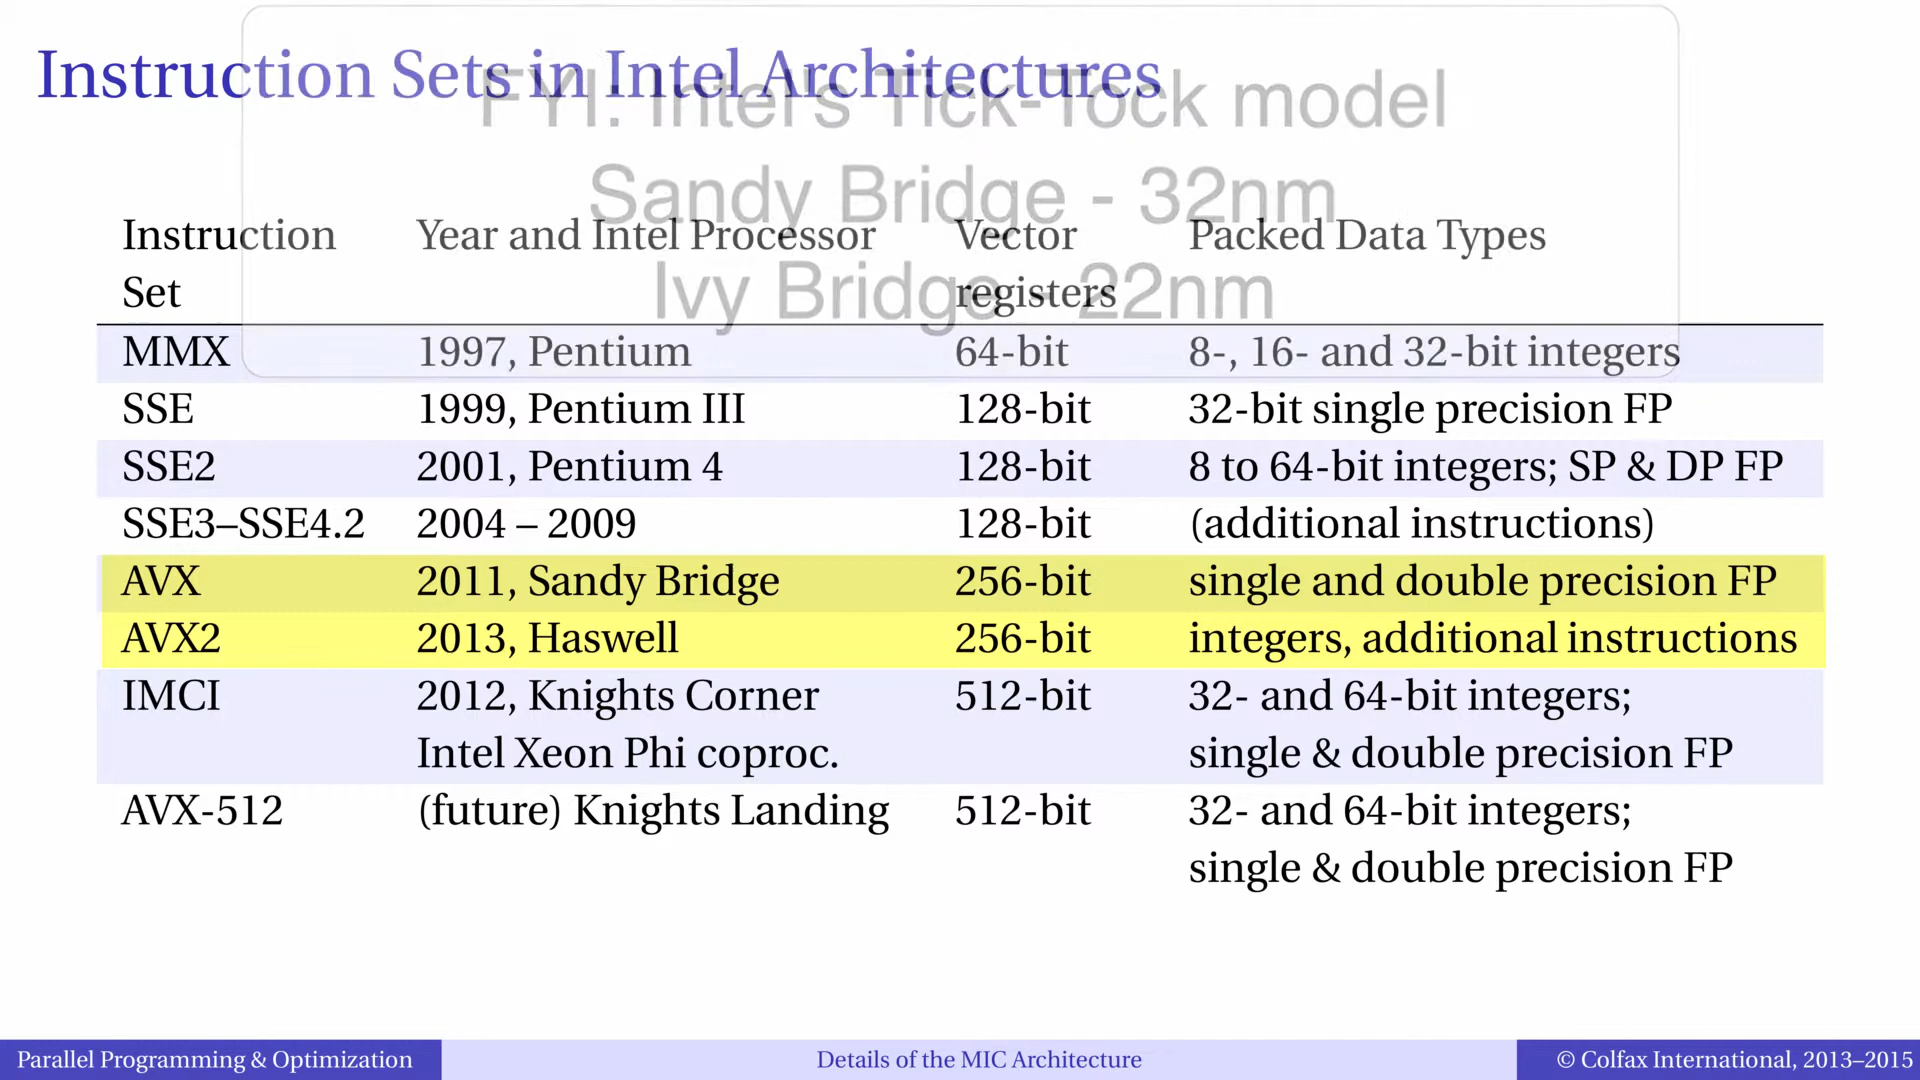 Instruction Sets in Intel Architectures
FYI: Intel's Tick-Tock model
Sandy Bridge - 32nm
Ivy Bridge - 22nm
Instruction Set Year and Intel Processor Vector registers Packed Data Types
MMX 1997, Pentium 64-bit 8-, 16- and 32-bit integers
SSE 1999, Pentium III 128-bit 32-bit single precision FP
SSE2 2001, Pentium 4 128-bit 8 to 64-bit integers; SP & DP FP
SSE3–SSE4.2 2004 – 2009 128-bit (additional instructions)
AVX 2011, Sandy Bridge 256-bit single and double precision FP
AVX2 2013, Haswell 256-bit integers, additional instructions
IMCI 2012, Knights Corner 512-bit 32- and 64-bit integers;
Intel Xeon Phi coproc. single & double precision FP
AVX-512 (future) Knights Landing 512-bit 32- and 64-bit integers;
single & double precision FP
Parallel Programming & Optimization Details of the MIC Architecture © Colfax International, 2013–2015